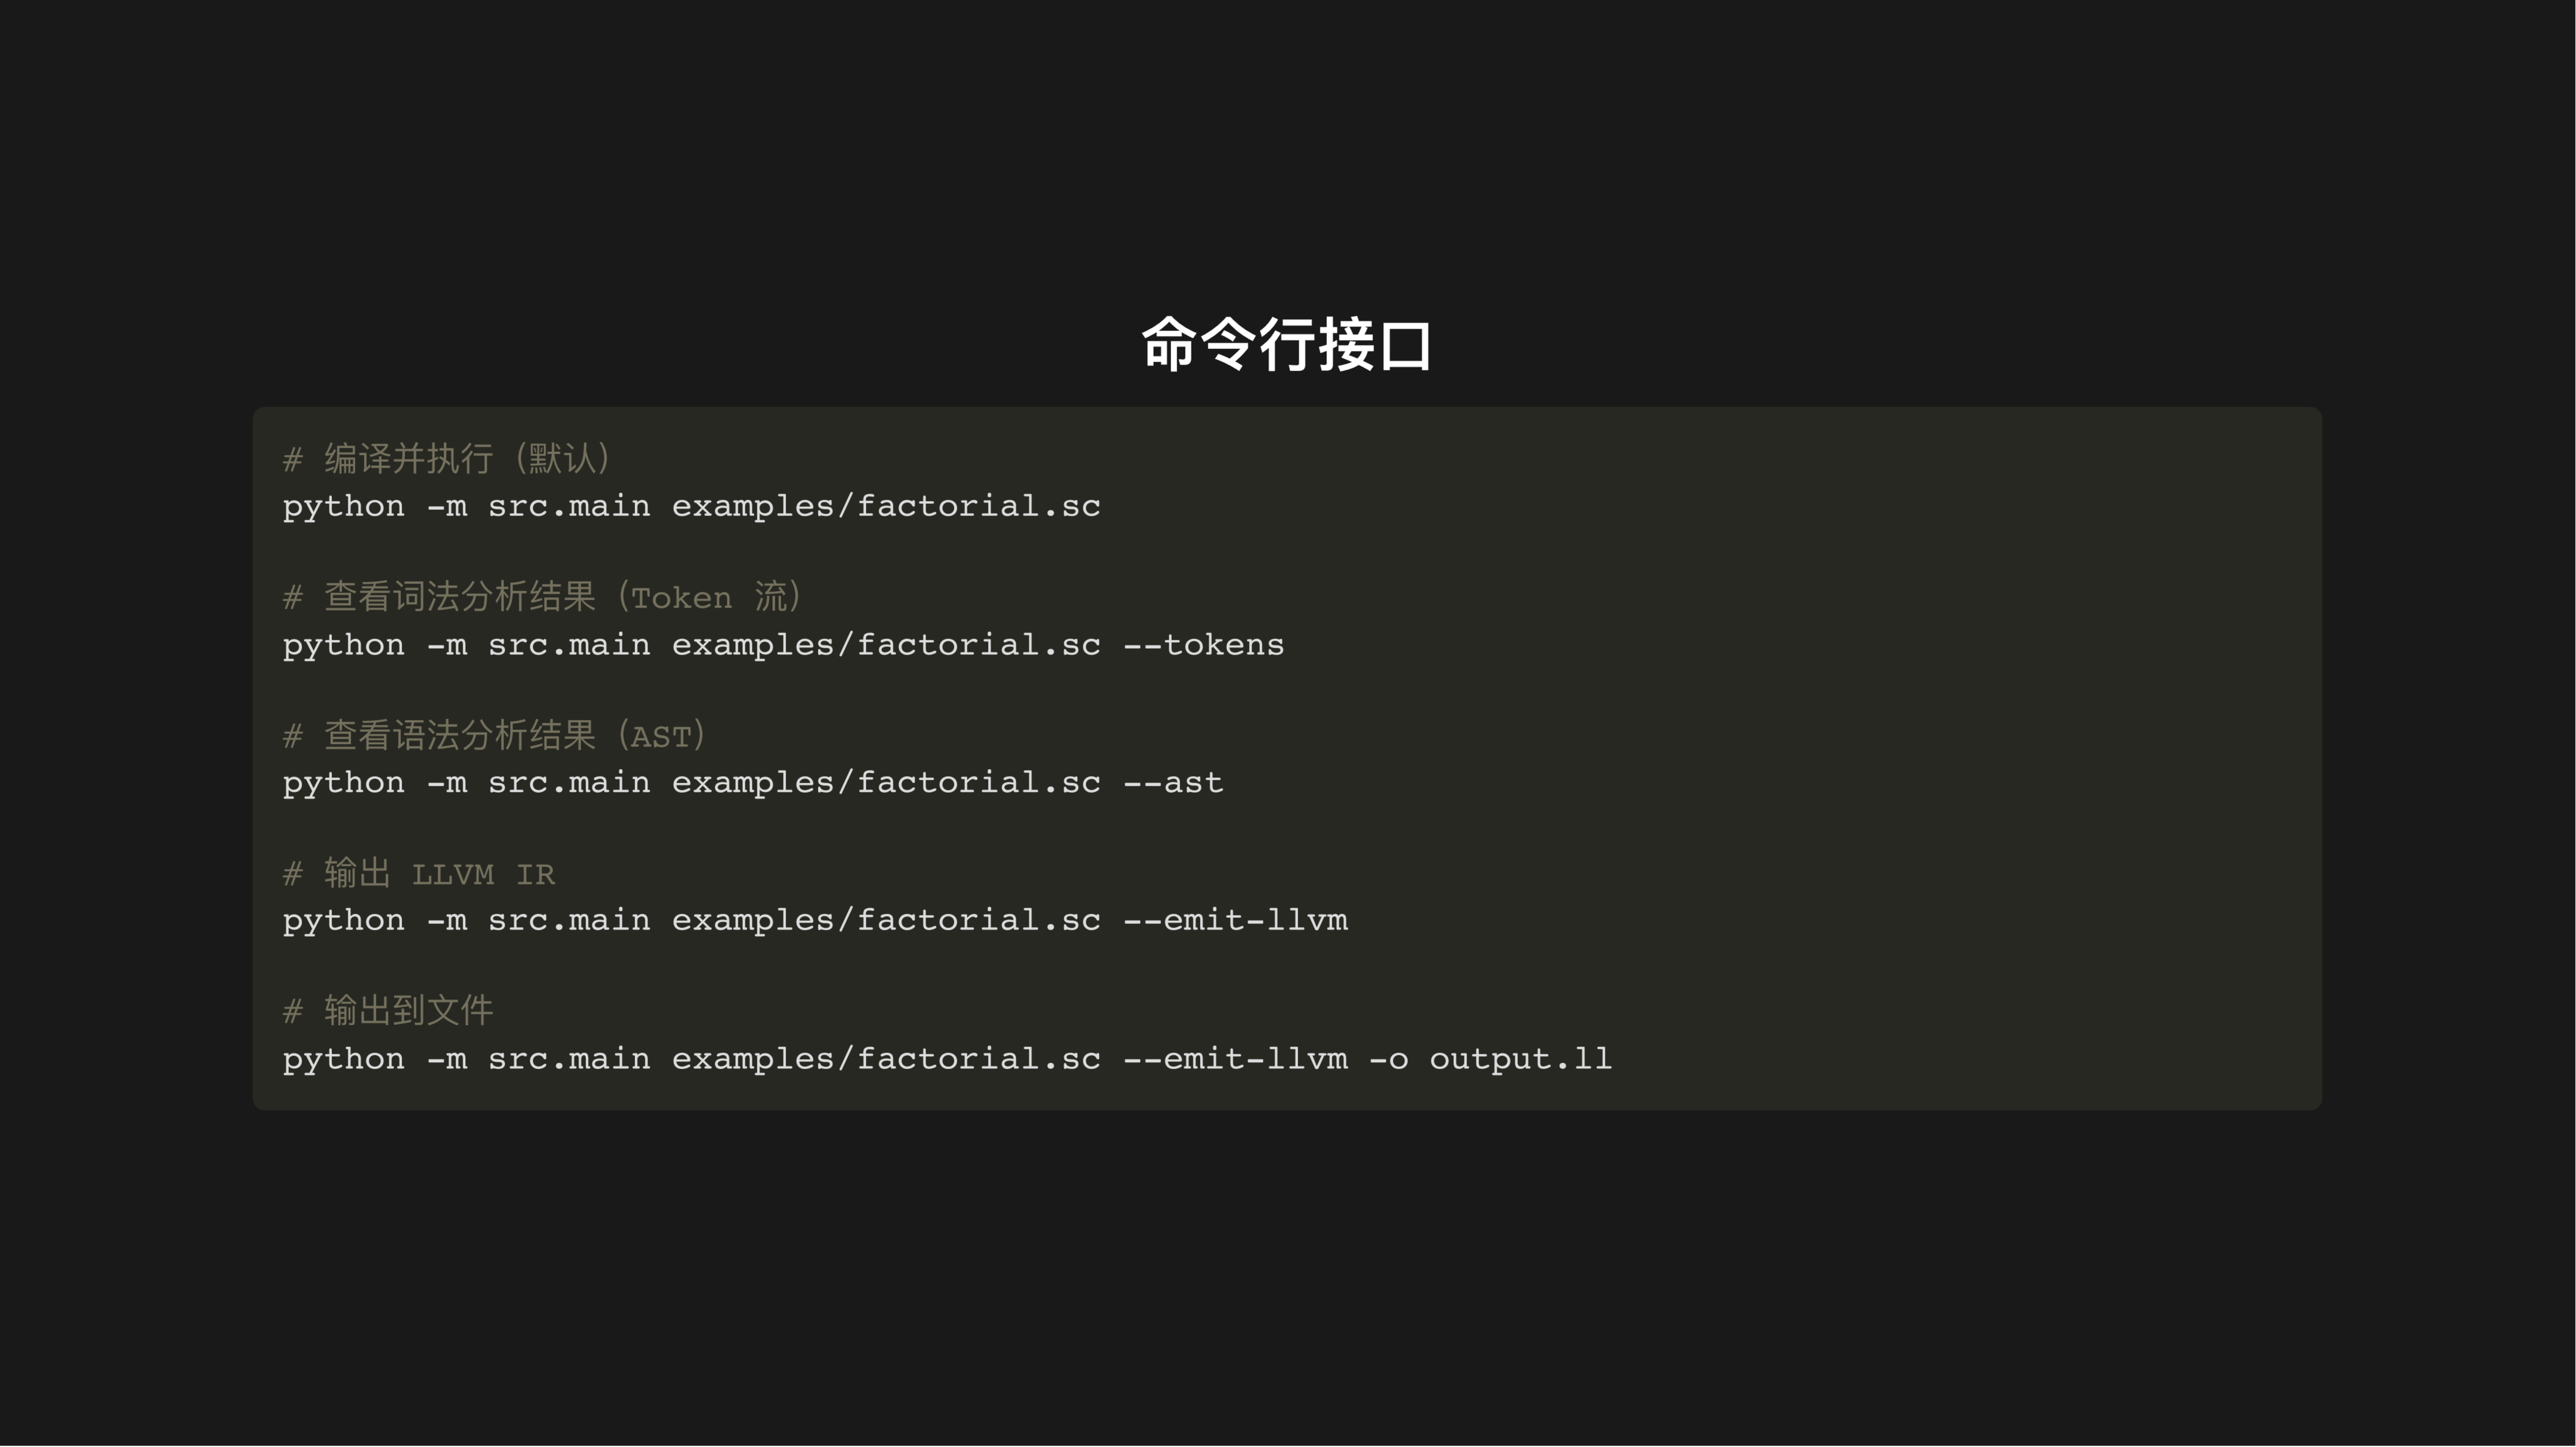 命令行接口
# 编译并执行（默认）
python -m src.main examples/factorial.sc
# 查看词法分析结果（Token 流）
python -m src.main examples/factorial.sc --tokens
# 查看语法分析结果（AST）
python -m src.main examples/factorial.sc --ast
# 输出 LLVM IR
python -m src.main examples/factorial.sc --emit-llvm
# 输出到文件
python -m src.main examples/factorial.sc --emit-llvm -o output.ll